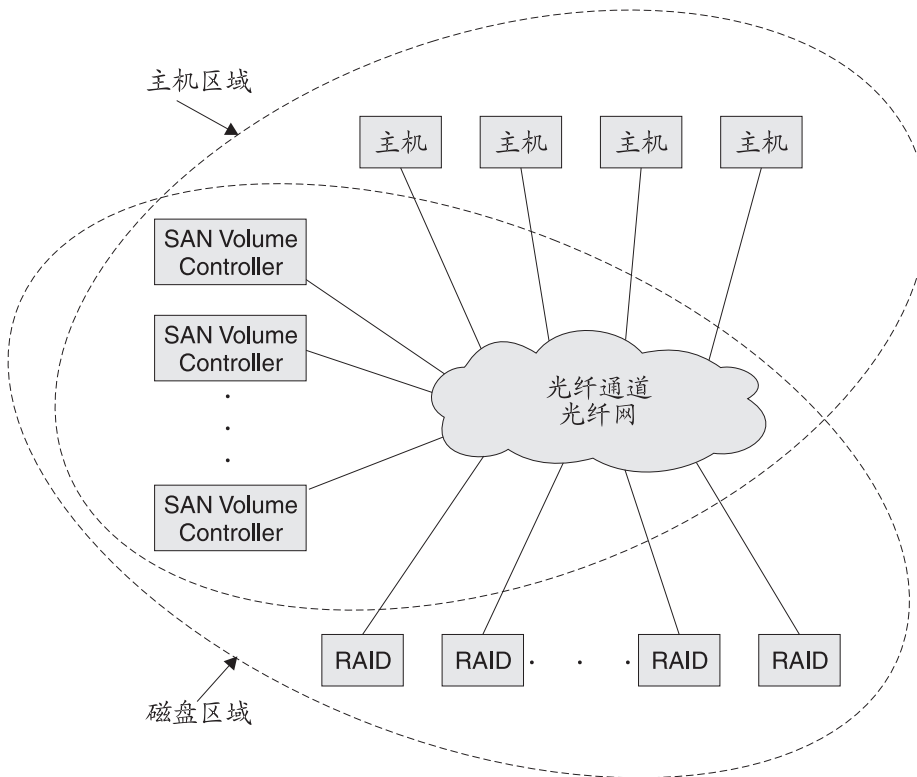 主机区域
主机
主机
主机
主机
SAN Volume
Controller
SAN Volume
Controller
光纤通道
光纤网
SAN Volume
Controller
RAID
RAID
RAID
RAID
磁盘区域